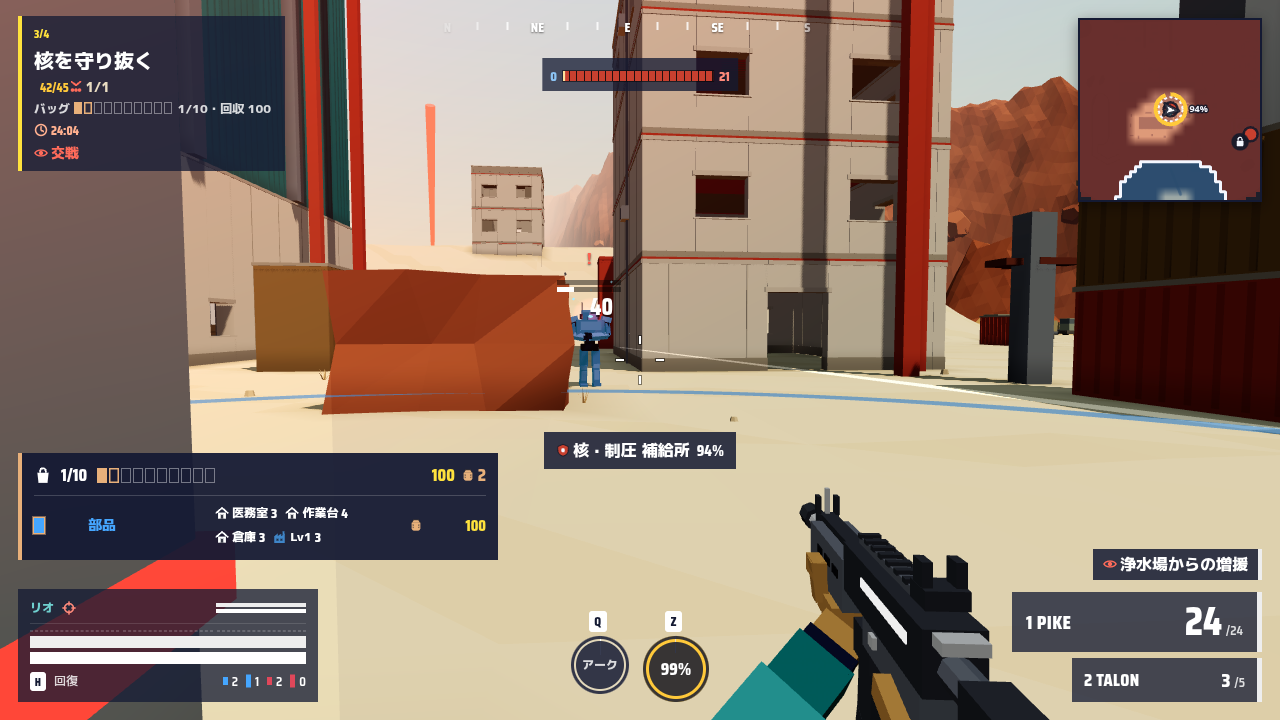 3/4
核を守り抜く
42/45 1/1
バッグ 1/10・回収 100
24:04
交戦
N NE E SE S
0 21
94%
40
核・制圧 補給所 94%
1/10 100 2
部品 医務室 3 作業台 4 100
倉庫 3 Lv1 3
リオ
H 回復 2 1 2 0
Q Z
アーク 99%
浄水場からの増援
1 PIKE 24 /24
2 TALON 3 /5